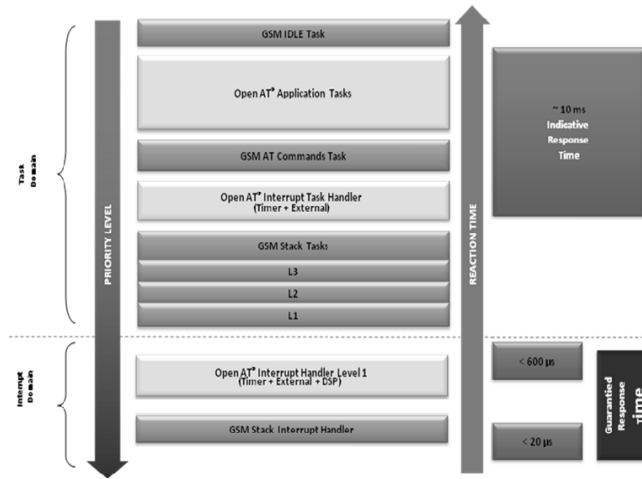 GSM IDLE Task
Open AT® Application Tasks
GSM AT Commands Task
Open AT® Interrupt Task Handler
(Timer + External)
GSM Stack Tasks
L3
L2
L1
Open AT® Interrupt Handler Level 1
(Timer + External + DSP)
GSM Stack Interrupt Handler
Task
Domain
Interrupt
Domain
PRIORITY LEVEL
REACTION TIME
~ 10 ms
Indicative
Response
Time
< 600 µs
< 20 µs
Guarantied
Response
Time